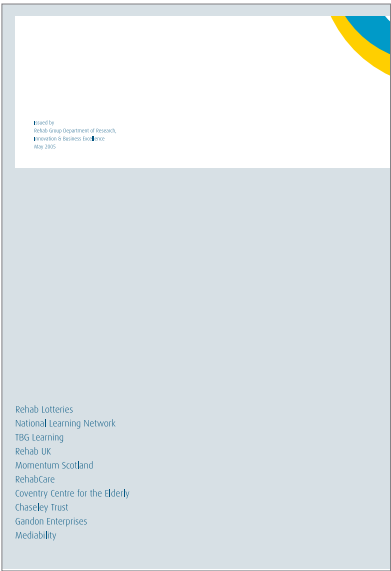 Issued by
Rehab Group Department of Research,
Innovation & Business Excellence
May 2005
Rehab Lotteries
National Learning Network
TBG Learning
Rehab UK
Momentum Scotland
RehabCare
Coventry Centre for the Elderly
Chaseley Trust
Gandon Enterprises
Mediability